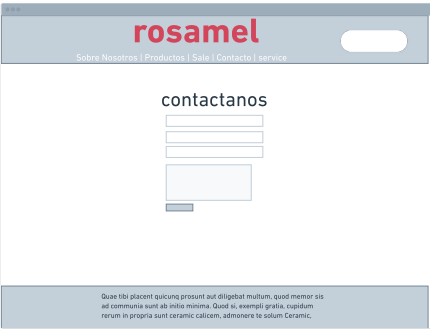 rosamel
Sobre Nosotros | Productos | Sale | Contacto | service
contactanos
Quae tibi placent quicunq prosunt aut diligebat multum, quod memor sis
ad communia sunt ab initio minima. Quod si, exempli gratia, cupidum
rerum in propria sunt ceramic calicem, admonere te solum Ceramic,